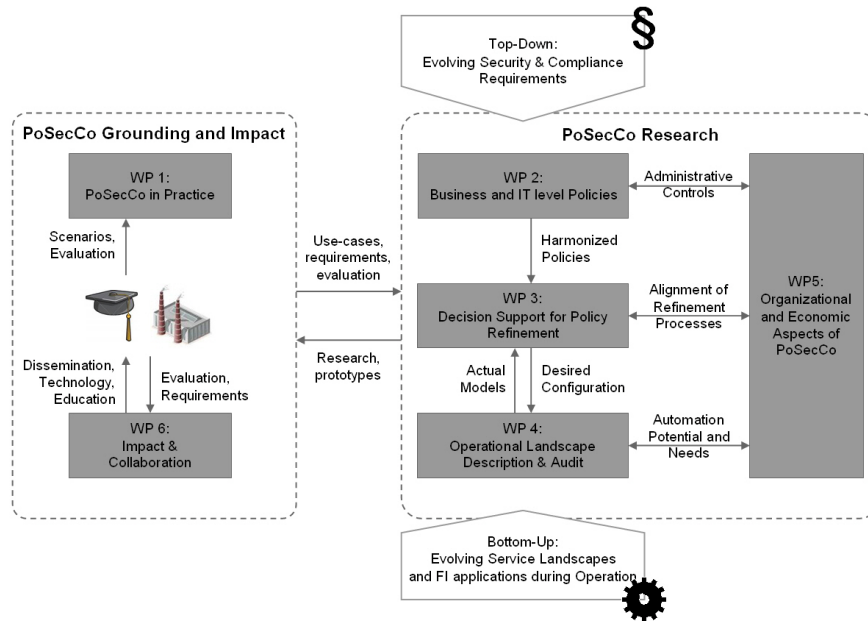 §
Top-Down:
Evolving Security & Compliance
Requirements
PoSecCo Grounding and Impact
WP 1:
PoSecCo in Practice
Scenarios,
Evaluation
Dissemination,
Technology,
Education
Evaluation,
Requirements
WP 6:
Impact &
Collaboration
Use-cases,
requirements,
evaluation
Research,
prototypes
PoSecCo Research
WP 2:
Business and IT level Policies
Administrative
Controls
Harmonized
Policies
WP 3:
Decision Support for Policy
Refinement
Alignment of
Refinement
Processes
WP5:
Organizational
and Economic
Aspects of
PoSecCo
Actual
Models
Desired
Configuration
WP 4:
Operational Landscape
Description & Audit
Automation
Potential and
Needs
Bottom-Up:
Evolving Service Landscapes
and FI applications during Operation